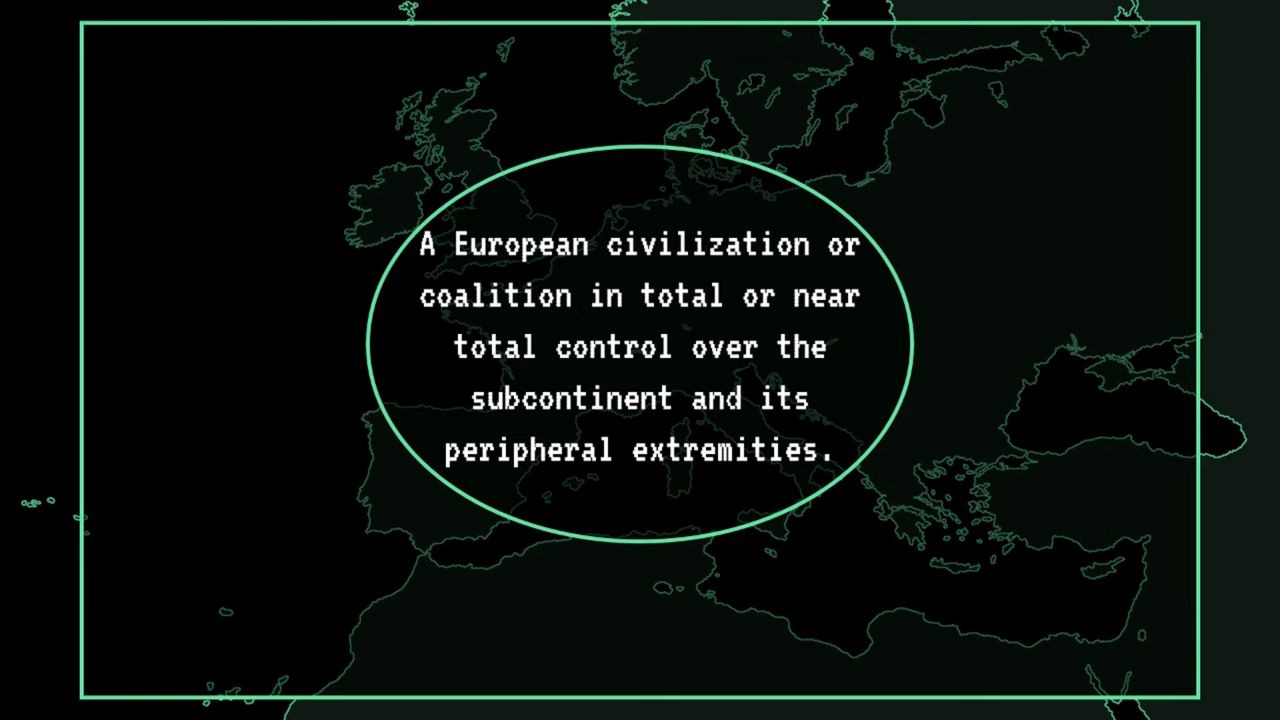 A European civilization or
coalition in total or near
total control over the
subcontinent and its
peripheral extremities.